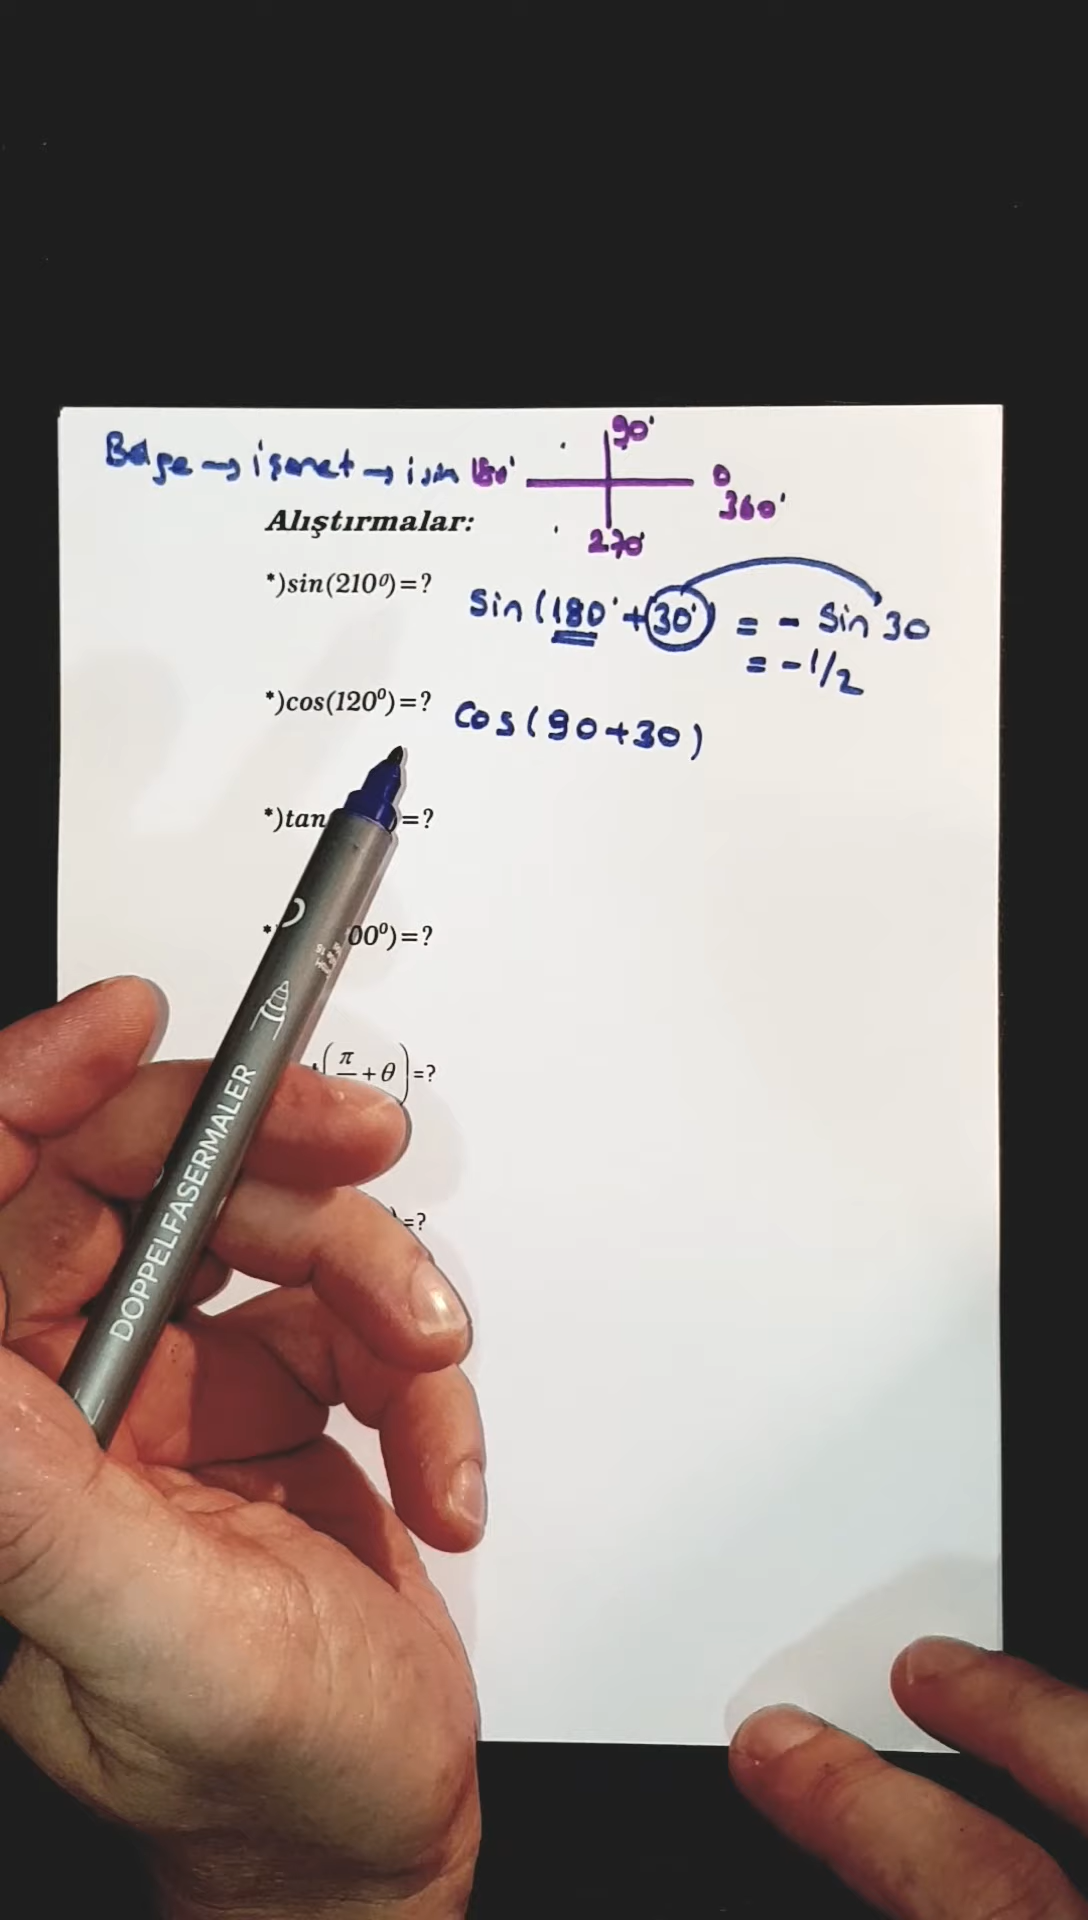 90°
Bölge → işaret → isim 180° 0
360°
Alıştırmalar: 270°
*)sin(210⁰)=? Sin(180°+30°) = - Sin 30
= -1/2
*)cos(120⁰)=? Cos(90+30)
*)tan )=?
* 00⁰)=?
(π/ + θ)=?
)=?
DOPPELFASERMALER